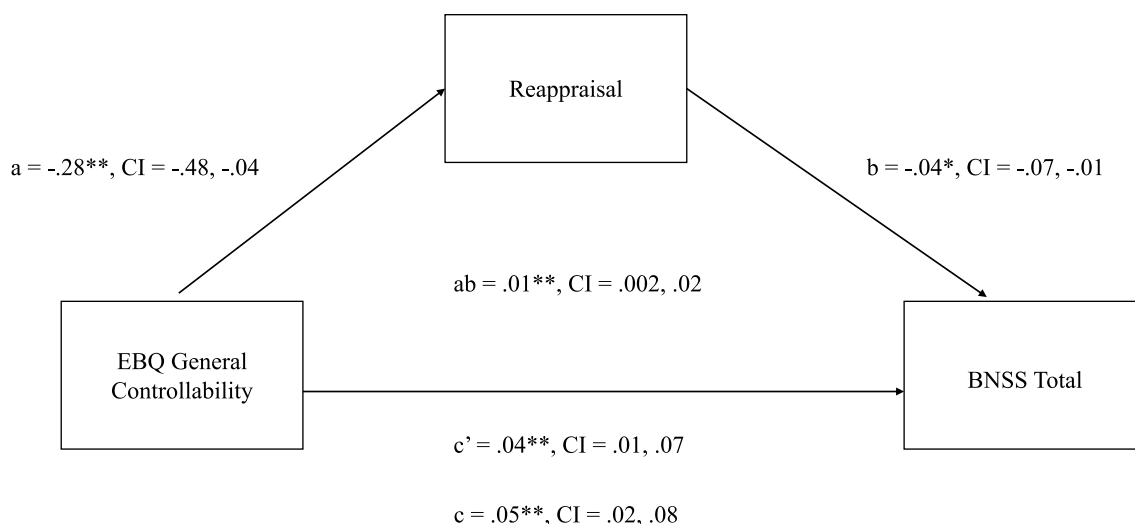 Reappraisal
a = -.28**, CI = -.48, -.04
b = -.04*, CI = -.07, -.01
ab = .01**, CI = .002, .02
EBQ General
Controllability
BNSS Total
c’ = .04**, CI = .01, .07
c = .05**, CI = .02, .08